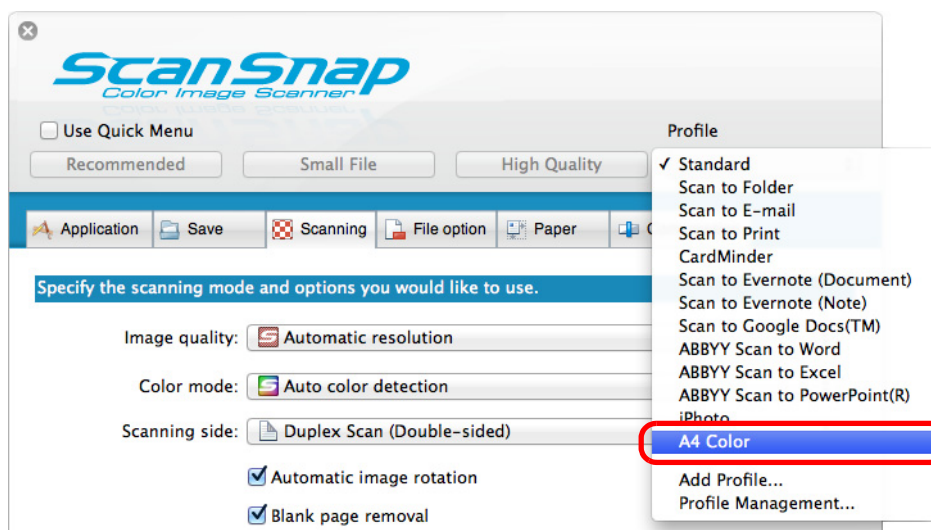 ScanSnap
Color Image Scanner
Use Quick Menu
Profile
Recommended
Small File
High Quality
✓ Standard
Scan to Folder
Scan to E-mail
Scan to Print
CardMinder
Scan to Evernote (Document)
Scan to Evernote (Note)
Scan to Google Docs(TM)
ABBYY Scan to Word
ABBYY Scan to Excel
ABBYY Scan to PowerPoint(R)
iPhoto
A4 Color
Add Profile...
Profile Management...
Application
Save
Scanning
File option
Paper
Specify the scanning mode and options you would like to use.
Image quality: Automatic resolution
Color mode: Auto color detection
Scanning side: Duplex Scan (Double-sided)
Automatic image rotation
Blank page removal